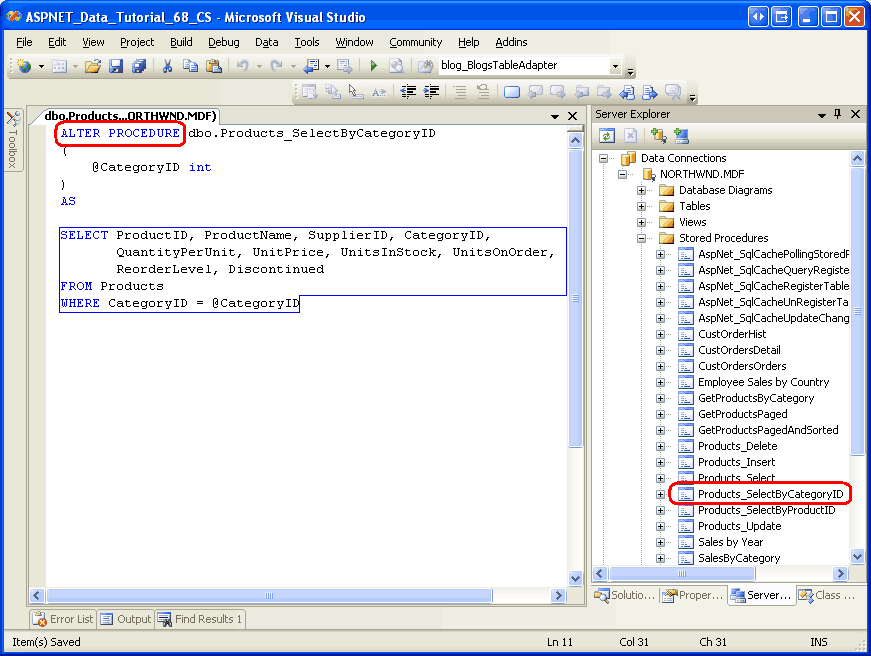 ASPNET_Data_Tutorial_68_CS - Microsoft Visual Studio
File Edit View Project Build Debug Data Tools Window Community Help Addins
blog_BlogsTableAdapter
Toolbox
dbo.Products...ORTHWND.MDF)
ALTER PROCEDURE dbo.Products_SelectByCategoryID
(
@CategoryID int
)
AS
SELECT ProductID, ProductName, SupplierID, CategoryID,
QuantityPerUnit, UnitPrice, UnitsInStock, UnitsOnOrder,
ReorderLevel, Discontinued
FROM Products
WHERE CategoryID = @CategoryID
Server Explorer
Data Connections
NORTHWND.MDF
Database Diagrams
Tables
Views
Stored Procedures
AspNet_SqlCachePollingStoredP
AspNet_SqlCacheQueryRegiste
AspNet_SqlCacheRegisterTable
AspNet_SqlCacheUnRegisterTa
AspNet_SqlCacheUpdateChang
CustOrderHist
CustOrdersDetail
CustOrdersOrders
Employee Sales by Country
GetProductsByCategory
GetProductsPaged
GetProductsPagedAndSorted
Products_Delete
Products_Insert
Products_Select
Products_SelectByCategoryID
Products_SelectByProductID
Products_Update
Sales by Year
SalesByCategory
Solutio... Proper... Server... Class ...
Error List Output Find Results 1
Item(s) Saved Ln 11 Col 31 Ch 31 INS